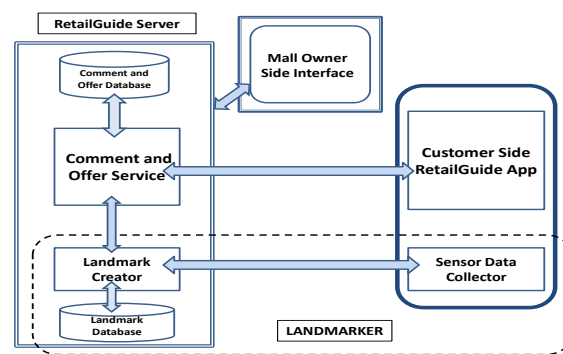 RetailGuide Server
Comment and
Offer Database
Mall Owner
Side Interface
Comment and
Offer Service
Customer Side
RetailGuide App
Landmark
Creator
Sensor Data
Collector
Landmark
Database
LANDMARKER